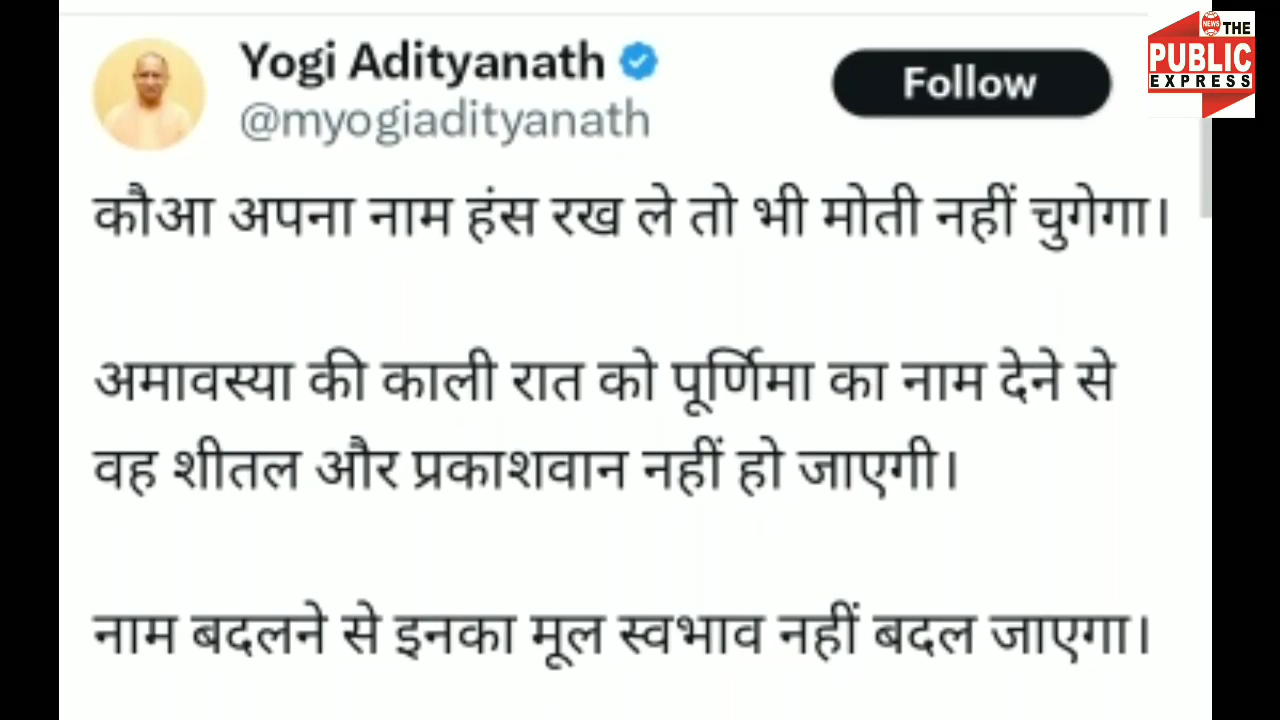 Yogi Adityanath
@myogiadityanath
Follow
NEWS
THE
PUBLIC
EXPRESS
कौआ अपना नाम हंस रख ले तो भी मोती नहीं चुगेगा।
अमावस्या की काली रात को पूर्णिमा का नाम देने से
वह शीतल और प्रकाशवान नहीं हो जाएगी।
नाम बदलने से इनका मूल स्वभाव नहीं बदल जाएगा।